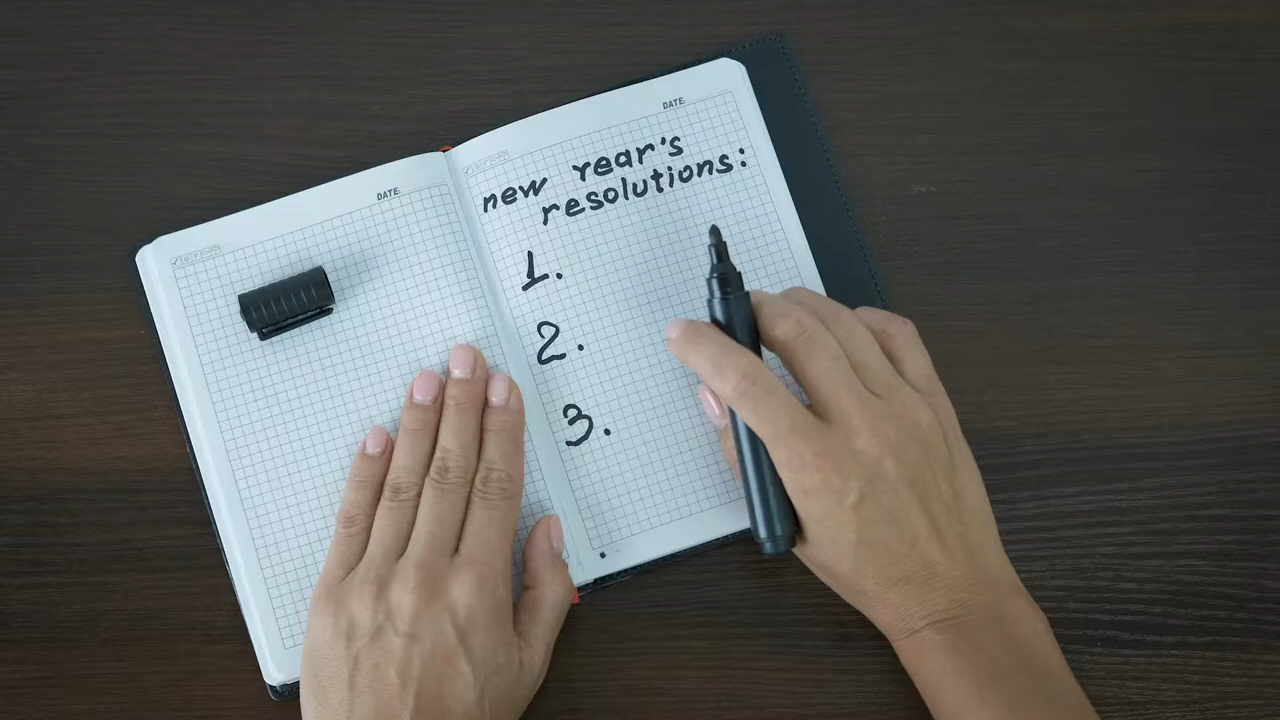 DATE:
DATE:
new year's
resolutions:
1.
2.
3.